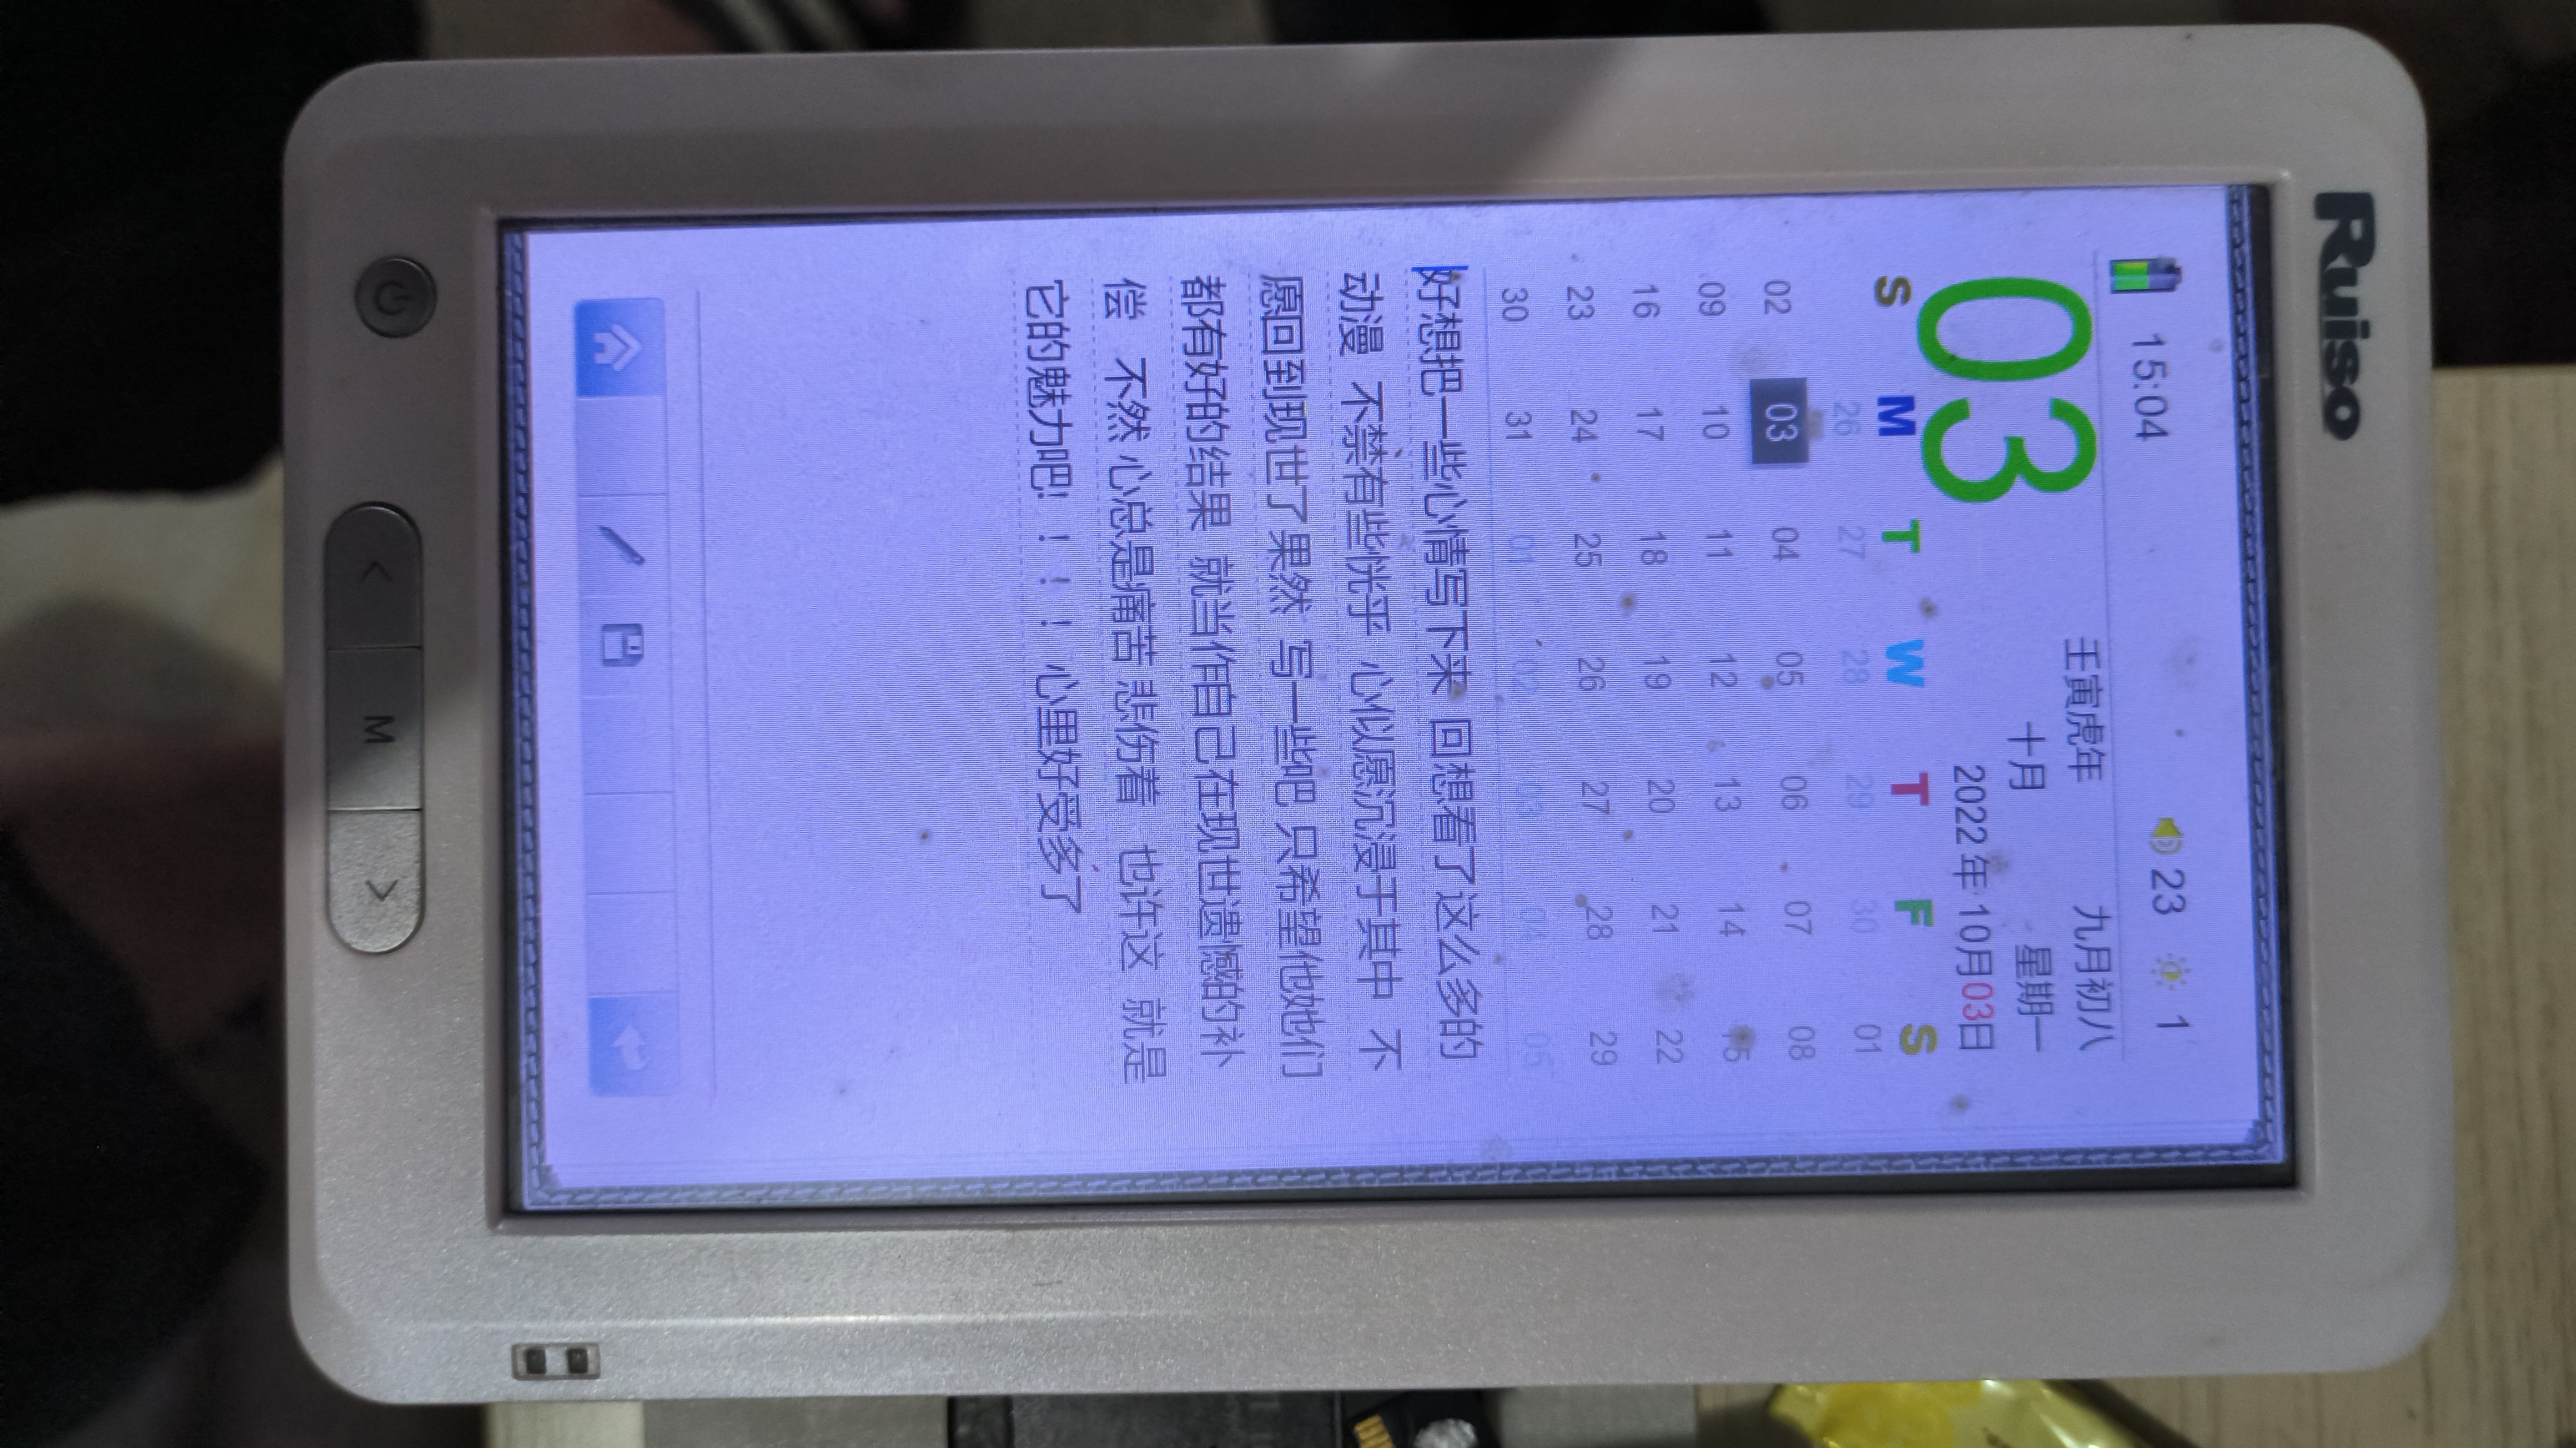 Ruiso
15:04 23 1
03 壬寅虎年 九月初八
十月 星期一
2022年10月03日
S M T W T F S
26 27 28 29 30 01
02 03 04 05 06 07 08
09 10 11 12 13 14 15
16 17 18 19 20 21 22
23 24 25 26 27 28 29
30 31 01 02 03 04 05
好想把一些心情写下来 回想看了这么多的
动漫 不禁有些恍乎 心似愿沉浸于其中 不
愿回到现世了果然 写一些吧 只希望他她们
都有好的结果 就当作自己在现世遗憾的补
偿 不然 心总是痛苦 悲伤着 也许这 就是
它的魅力吧！！！！ 心里好受多了
< M >